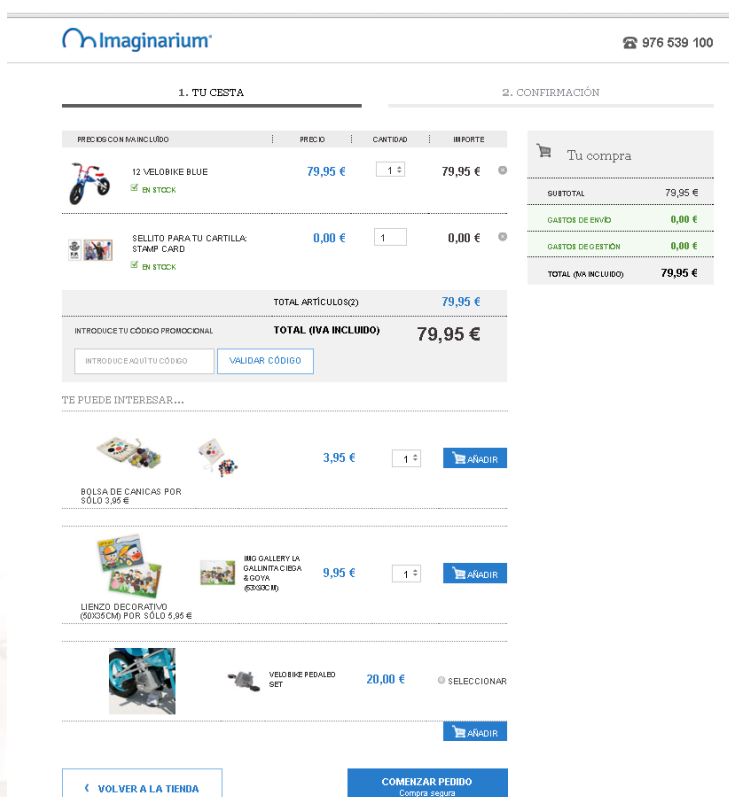 Imaginarium
976 539 100
1. TU CESTA
2. CONFIRMACIÓN
PRECIOS CON IVA INCLUÍDO
PRECIO
CANTIDAD
IMPORTE
12 VELOBIKE BLUE
79,95 €
1
79,95 €
EN STOCK
SELLITO PARA TU CARTILLA:
STAMP CARD
0,00 €
1
0,00 €
EN STOCK
TOTAL ARTÍCULOS(2)
79,95 €
INTRODUCE TU CÓDIGO PROMOCIONAL
TOTAL (IVA INCLUIDO)
79,95 €
INTRODUCE AQUÍ TU CÓDIGO
VALIDAR CÓDIGO
Tu compra
SUBTOTAL
79,95 €
GASTOS DE ENVÍO
0,00 €
GASTOS DE GESTIÓN
0,00 €
TOTAL (IVA INCLUIDO)
79,95 €
TE PUEDE INTERESAR...
3,95 €
1
AÑADIR
BOLSA DE CANICAS POR
SÓLO 3,95 €
IMG GALLERY LA
GALLINITA CIEGA
& GOYA
(63X93CM)
9,95 €
1
AÑADIR
LIENZO DECORATIVO
(50X35CM) POR SÓLO 5,95 €
VELOBIKE PEDALEO
SET
20,00 €
SELECCIONAR
AÑADIR
VOLVER A LA TIENDA
COMENZAR PEDIDO
Compra segura